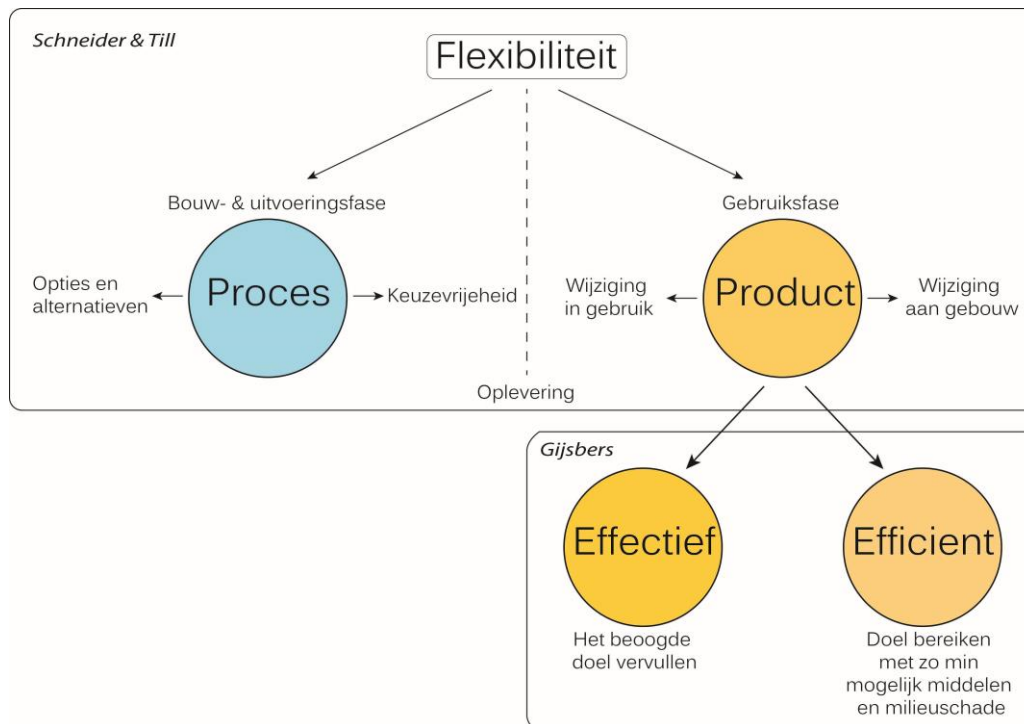 Schneider & Till
Flexibiliteit
Bouw- & uitvoeringsfase
Gebruiksfase
Opties en
alternatieven
Proces
Keuzevrijeheid
Wijziging
in gebruik
Product
Wijziging
aan gebouw
Oplevering
Gijsbers
Effectief
Efficient
Het beoogde
doel vervullen
Doel bereiken
met zo min
mogelijk middelen
en milieuschade